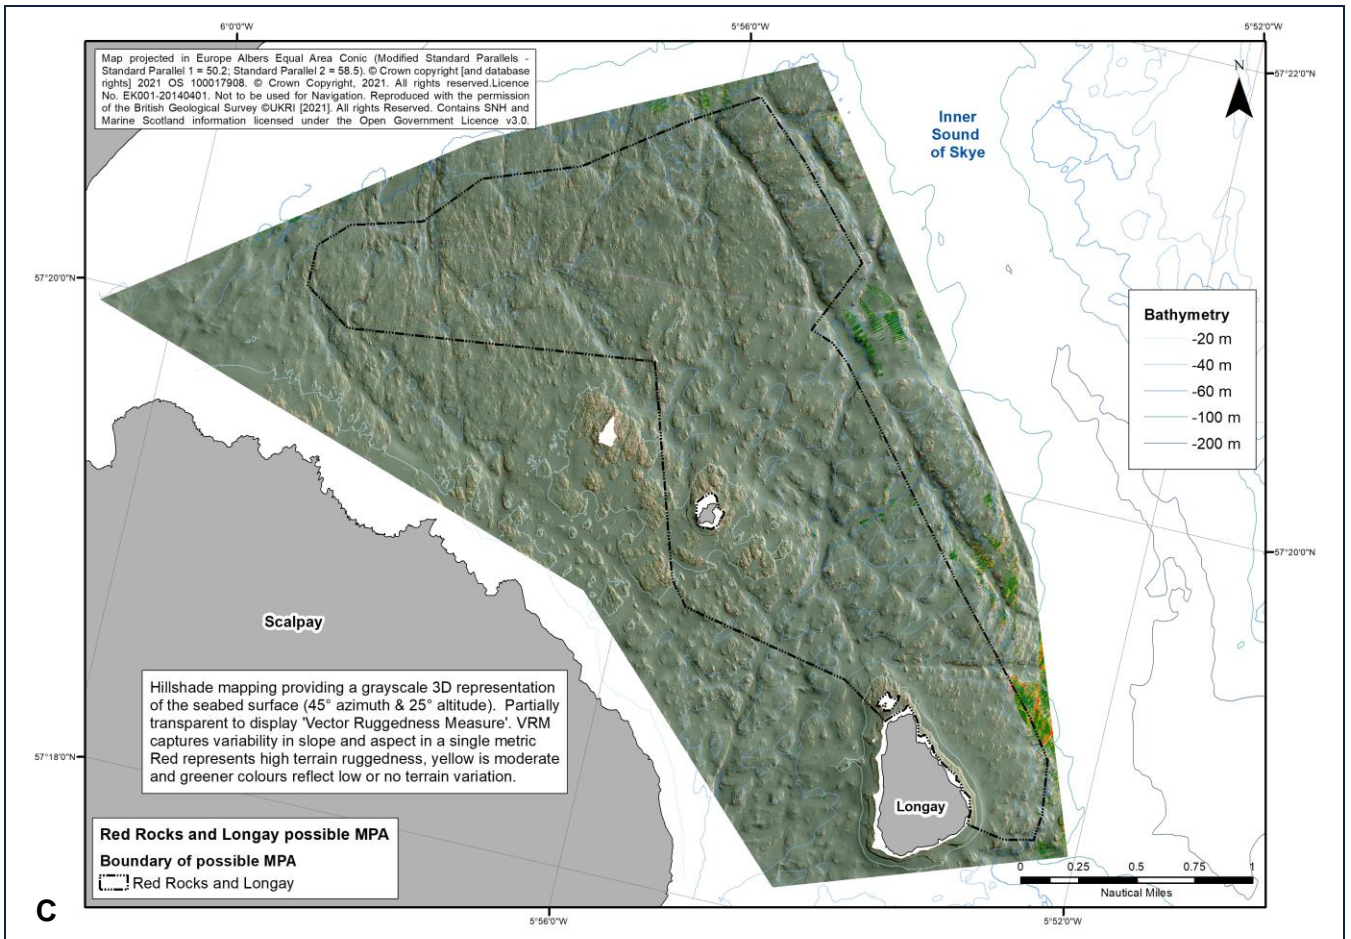 6°0'0"W
5°56'0"W
5°52'0"W
Map projected in Europe Albers Equal Area Conic (Modified Standard Parallels -
Standard Parallel 1 = 50.2; Standard Parallel 2 = 58.5). © Crown copyright [and database
rights] 2021 OS 100017908. © Crown Copyright, 2021. All rights reserved.Licence
No. EK001-20140401. Not to be used for Navigation. Reproduced with the permission
of the British Geological Survey ©UKRI [2021]. All rights Reserved. Contains SNH and
Marine Scotland information licensed under the Open Government Licence v3.0.
N
57°22'0"N
Inner
Sound
of Skye
57°20'0"N
Bathymetry
-20 m
-40 m
-60 m
-100 m
-200 m
57°20'0"N
Scalpay
Hillshade mapping providing a grayscale 3D representation
of the seabed surface (45° azimuth & 25° altitude). Partially
transparent to display 'Vector Ruggedness Measure'. VRM
captures variability in slope and aspect in a single metric
Red represents high terrain ruggedness, yellow is moderate
and greener colours reflect low or no terrain variation.
57°18'0"N
Longay
Red Rocks and Longay possible MPA
Boundary of possible MPA
Red Rocks and Longay
0 0.25 0.5 0.75 1
Nautical Miles
C
5°56'0"W
5°52'0"W